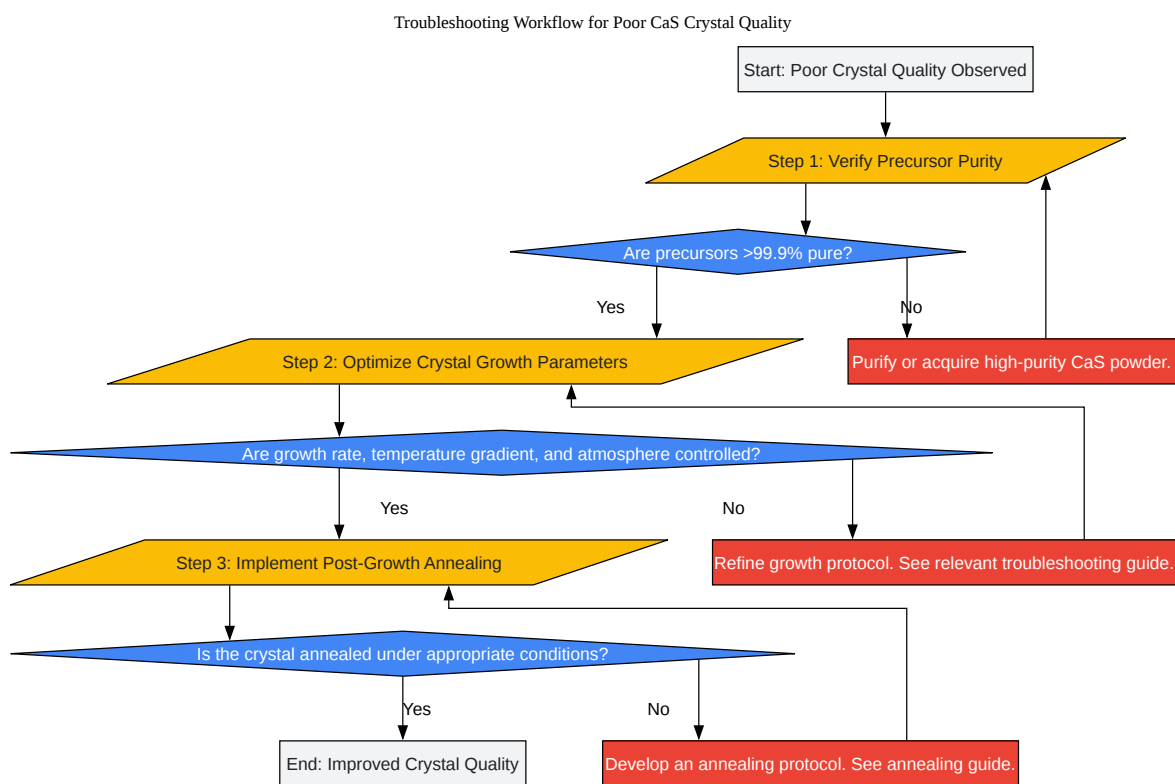 Troubleshooting Workflow for Poor CaS Crystal Quality
Start: Poor Crystal Quality Observed
Step 1: Verify Precursor Purity
Are precursors >99.9% pure?
Yes
No
Step 2: Optimize Crystal Growth Parameters
Purify or acquire high-purity CaS powder.
Are growth rate, temperature gradient, and atmosphere controlled?
Yes
No
Step 3: Implement Post-Growth Annealing
Refine growth protocol. See relevant troubleshooting guide.
Is the crystal annealed under appropriate conditions?
Yes
No
End: Improved Crystal Quality
Develop an annealing protocol. See annealing guide.